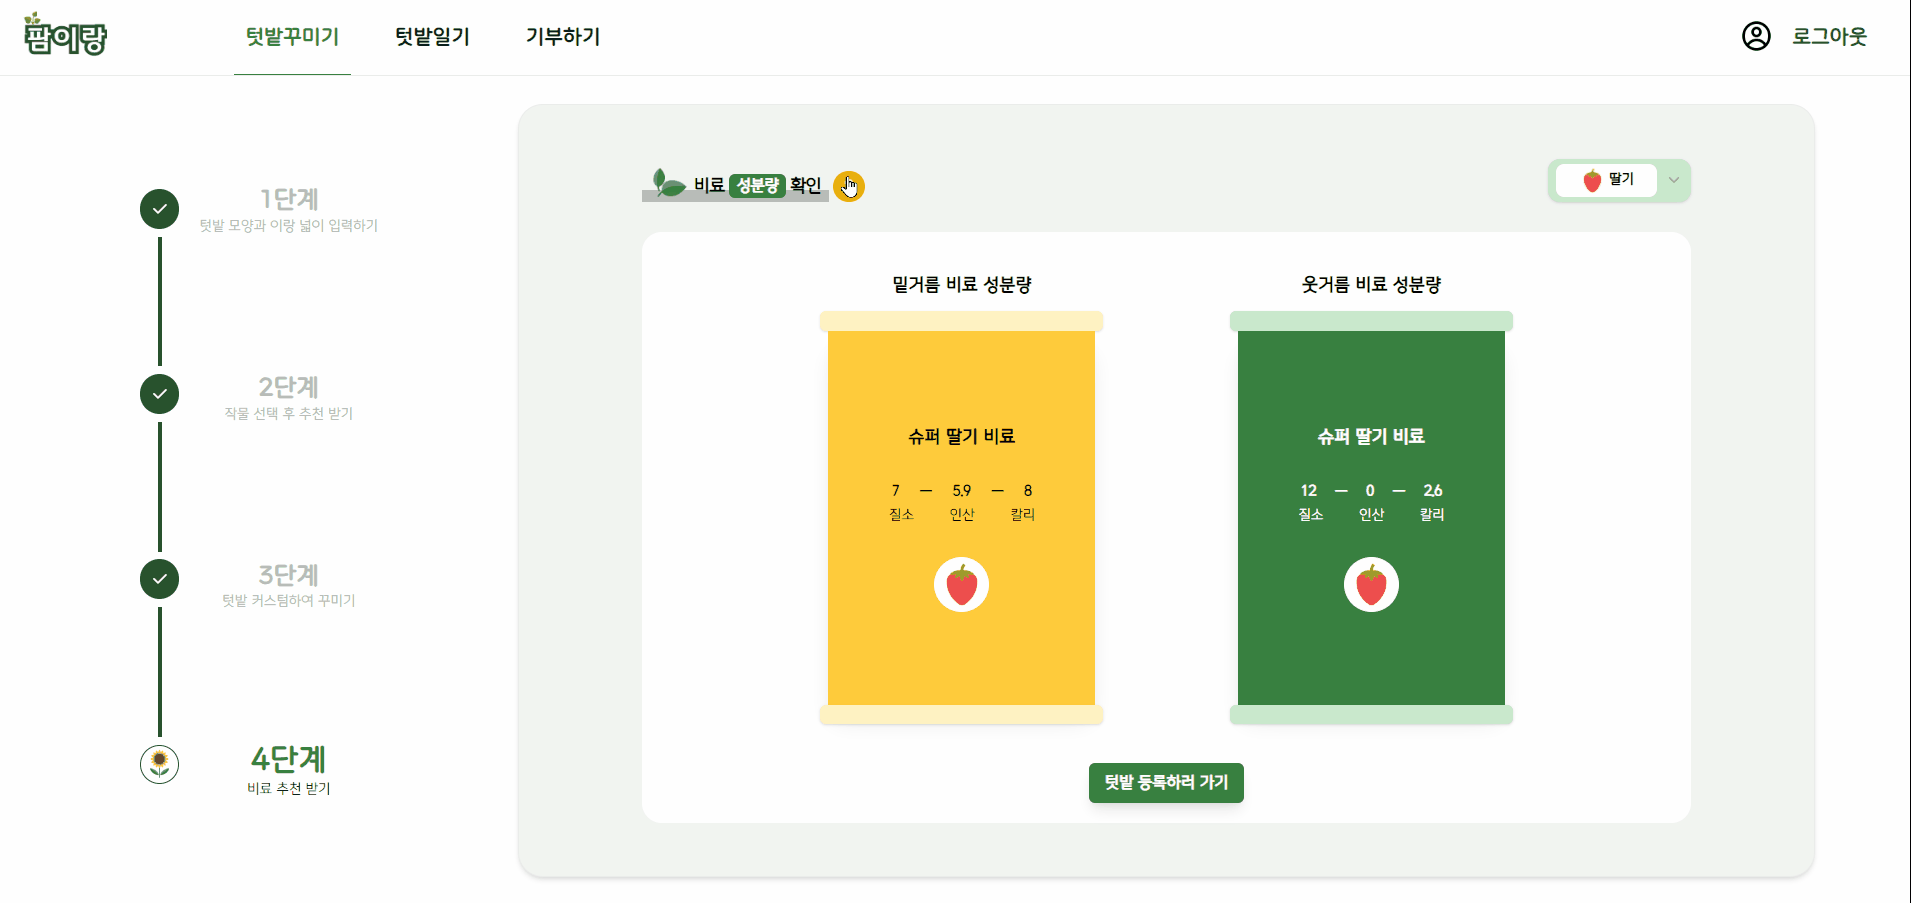 팜이랑
텃밭꾸미기
텃밭일기
기부하기
로그아웃
1단계
텃밭 모양과 이랑 넓이 입력하기
2단계
작물 선택 후 추천 받기
3단계
텃밭 커스텀하여 꾸미기
4단계
비료 추천 받기
비료 성분량 확인
딸기
밑거름 비료 성분량
슈퍼 딸기 비료
7 — 5.9 — 8
질소 인산 칼리
웃거름 비료 성분량
슈퍼 딸기 비료
12 — 0 — 2.6
질소 인산 칼리
텃밭 등록하러 가기